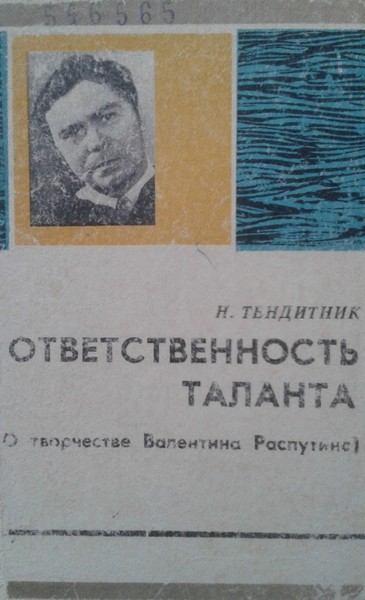 556565
Н. ТЕНДИТНИК
ОТВЕТСТВЕННОСТЬ
ТАЛАНТА
(О творчестве Валентина Распутина)